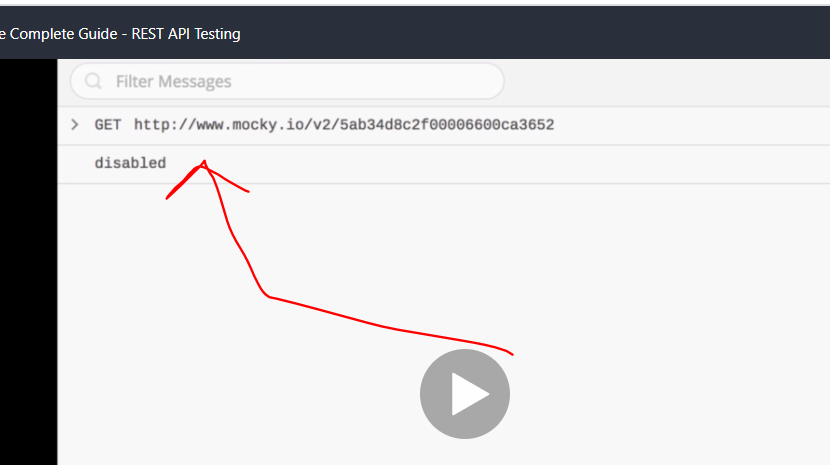 e Complete Guide - REST API Testing
Filter Messages
GET http://www.mocky.io/v2/5ab34d8c2f00006600ca3652
disabled